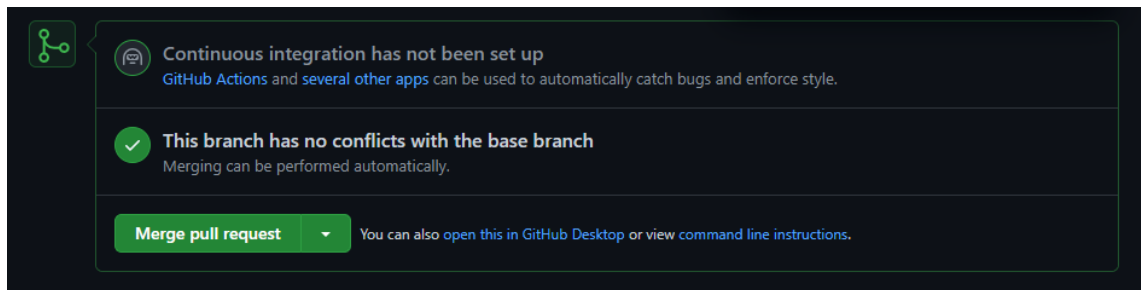 Continuous integration has not been set up
GitHub Actions and several other apps can be used to automatically catch bugs and enforce style.
This branch has no conflicts with the base branch
Merging can be performed automatically.
Merge pull request
You can also open this in GitHub Desktop or view command line instructions.